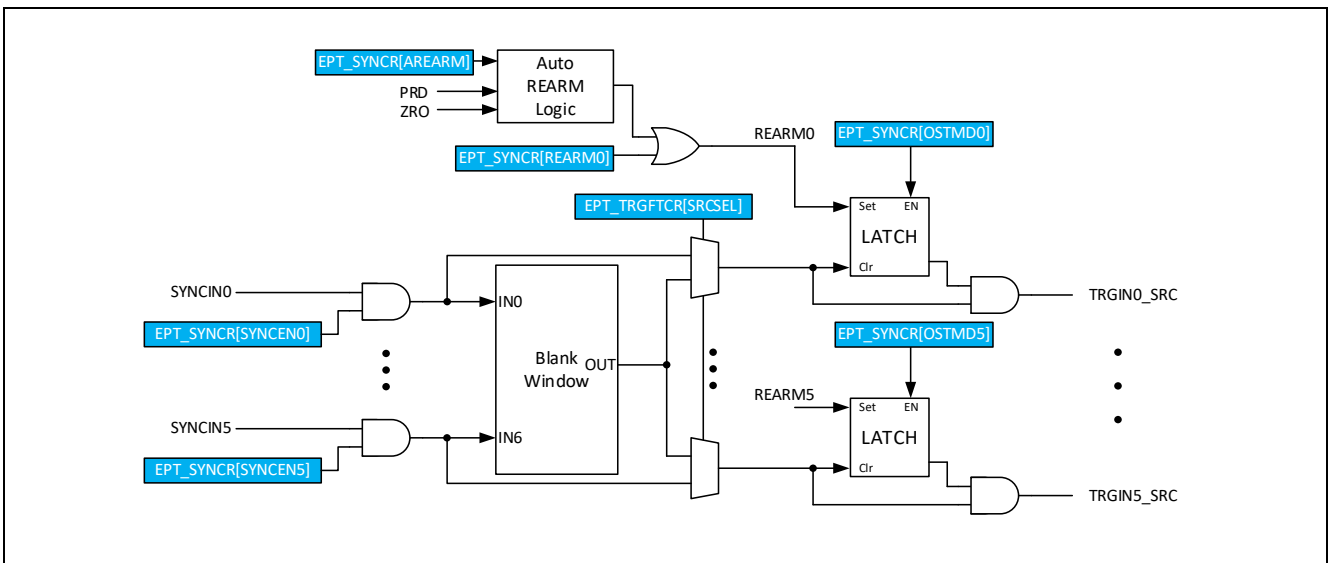 EPT_SYNCR[AREARM]
Auto
REARM
Logic
PRD
ZRO
EPT_SYNCR[REARM0]
REARM0
EPT_SYNCR[OSTMD0]
Set
EN
LATCH
Clr
EPT_TRGFTCR[SRCSEL]
SYNCIN0
EPT_SYNCR[SYNCEN0]
IN0
Blank
Window
OUT
TRGIN0_SRC
EPT_SYNCR[OSTMD5]
REARM5
Set
EN
LATCH
Clr
SYNCIN5
EPT_SYNCR[SYNCEN5]
IN6
TRGIN5_SRC